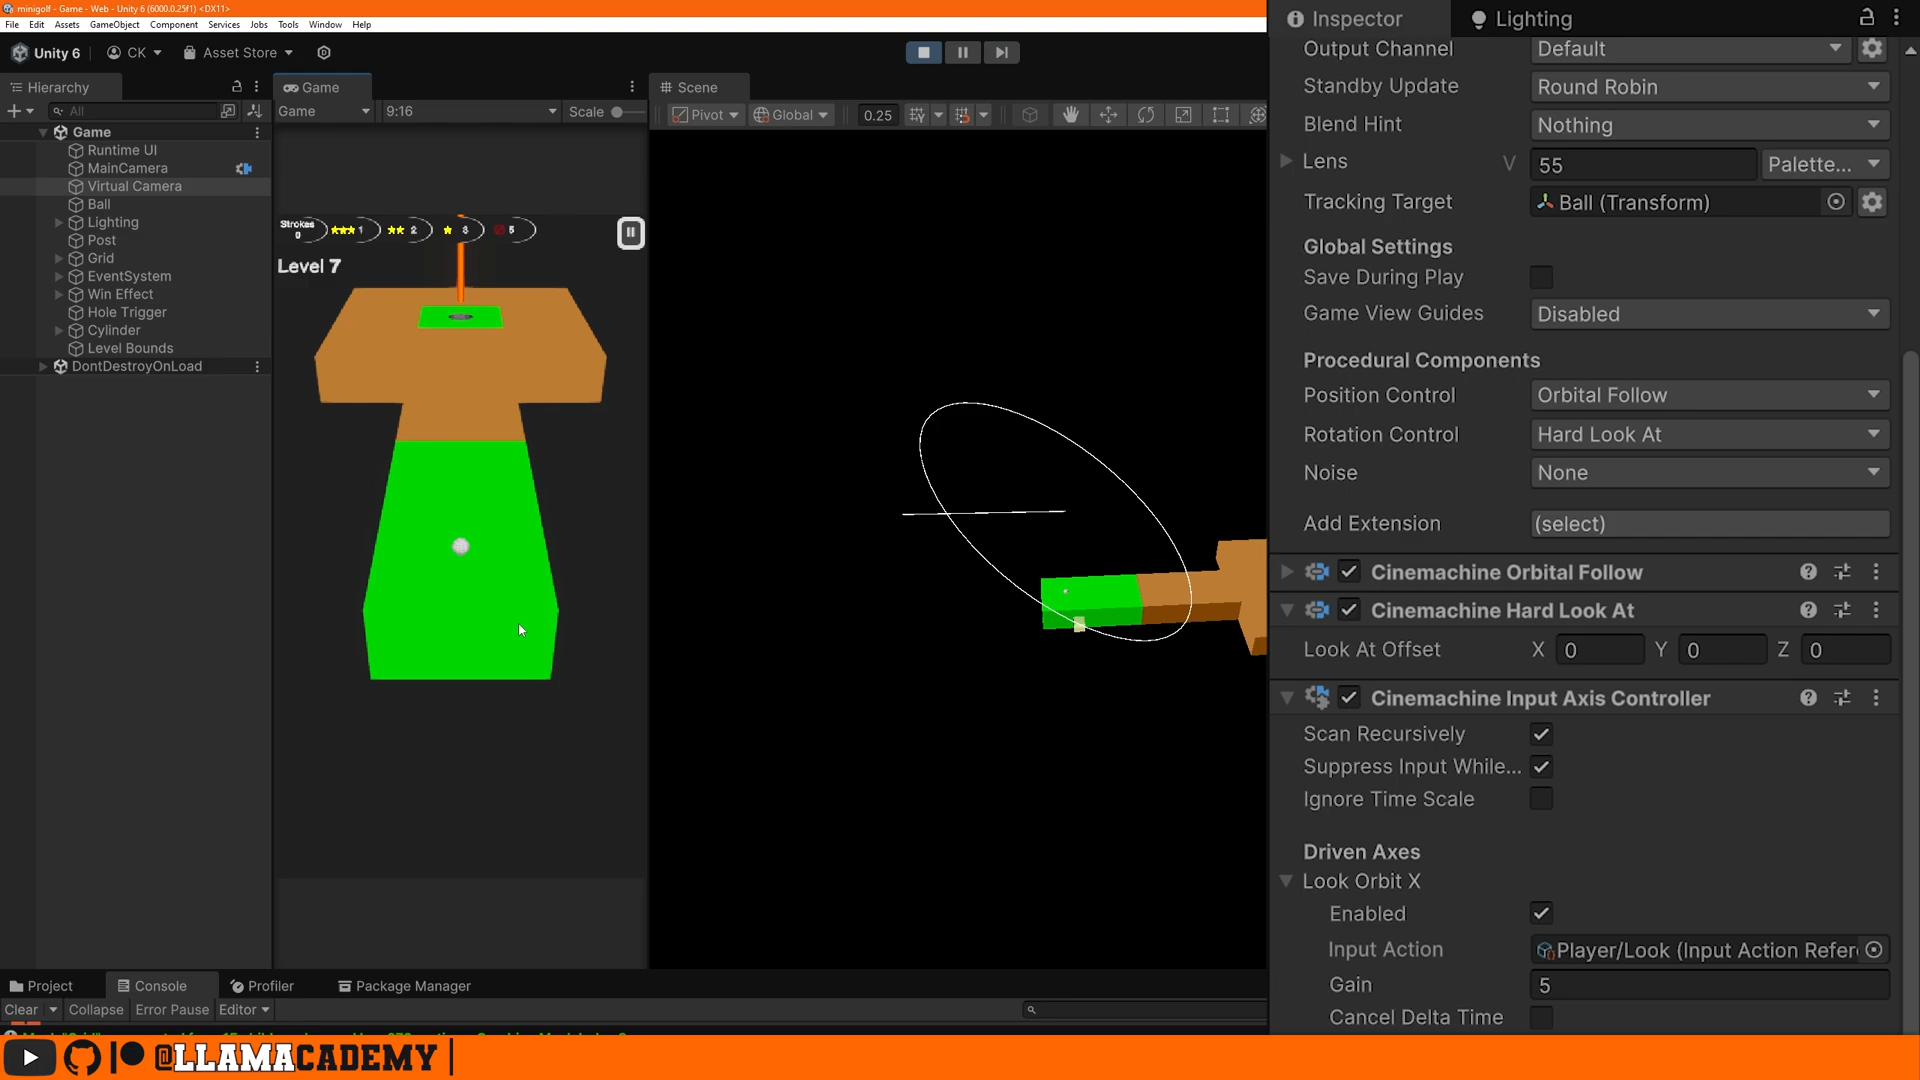 minigolf - Game - Web - Unity 6 (6000.0.25f1) <DX11>
File Edit Assets GameObject Component Services Jobs Tools Window Help
Unity 6 CK Asset Store
Hierarchy
All
Game
Runtime UI
MainCamera
Virtual Camera
Ball
Lighting
Post
Grid
EventSystem
Win Effect
Hole Trigger
Cylinder
Level Bounds
DontDestroyOnLoad
Game
Game 9:16 Scale
Strokes
0
1 2 3 5
Level 7
Scene
Pivot Global 0.25
Inspector Lighting
Output Channel Default
Standby Update Round Robin
Blend Hint Nothing
Lens V 55 Palette...
Tracking Target Ball (Transform)
Global Settings
Save During Play
Game View Guides Disabled
Procedural Components
Position Control Orbital Follow
Rotation Control Hard Look At
Noise None
Add Extension (select)
Cinemachine Orbital Follow
Cinemachine Hard Look At
Look At Offset X 0 Y 0 Z 0
Cinemachine Input Axis Controller
Scan Recursively
Suppress Input While...
Ignore Time Scale
Driven Axes
Look Orbit X
Enabled
Input Action Player/Look (Input Action Refer
Gain 5
Cancel Delta Time
Project Console Profiler Package Manager
Clear Collapse Error Pause Editor
@LLAMACADEMY